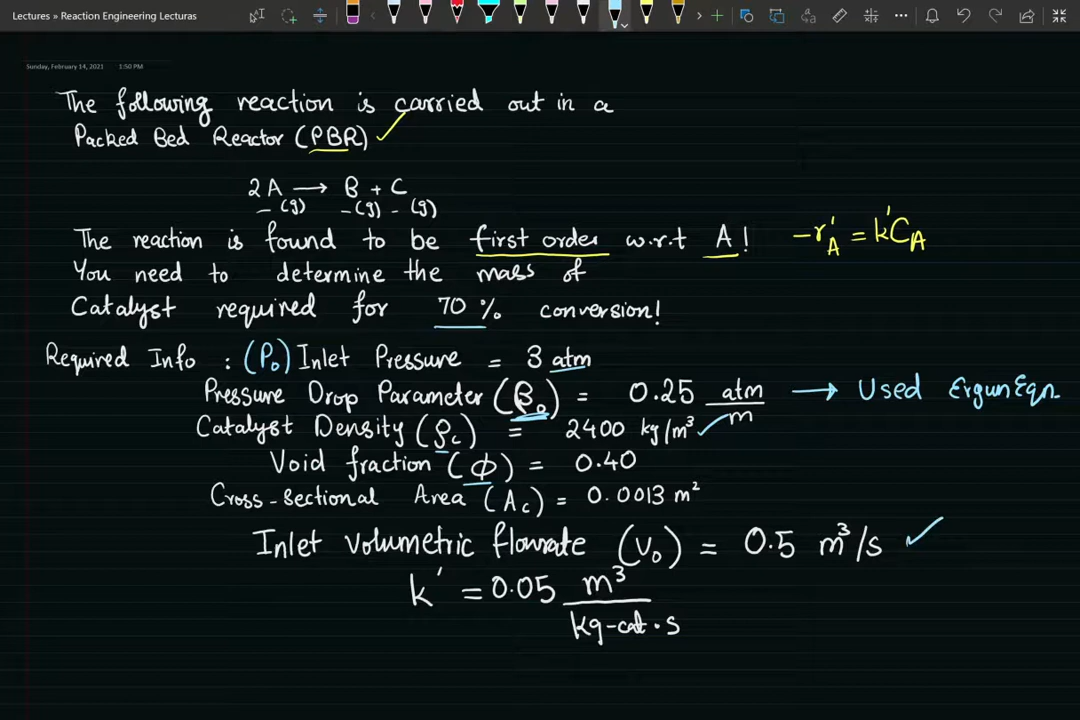 Lectures » Reaction Engineering Lecturas
Sunday, February 14, 2021 1:50 PM
The following reaction is carried out in a
Packed Bed Reactor (PBR)
2A → B + C
(g) (g) (g)
The reaction is found to be first order w.r.t A! -r'A = k'CA
You need to determine the mass of
Catalyst required for 70 % conversion!
Required Info : (P₀) Inlet Pressure = 3 atm
Pressure Drop Parameter (β₀) = 0.25 atm/m → Used Ergun Eqn.
Catalyst Density (ρc) = 2400 kg/m³
Void fraction (φ) = 0.40
Cross-sectional Area (Ac) = 0.0013 m²
Inlet volumetric flowrate (v₀) = 0.5 m³/s
k' = 0.05 m³
kg-cat·s